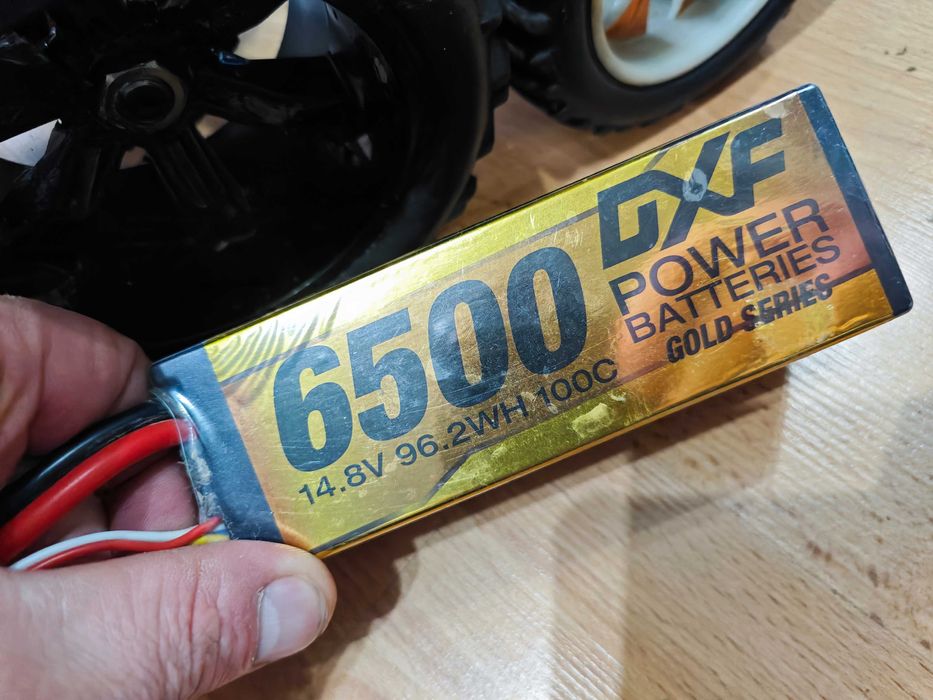 6500
14.8V 96.2WH 100C
DXF
POWER
BATTERIES
GOLD SERIES